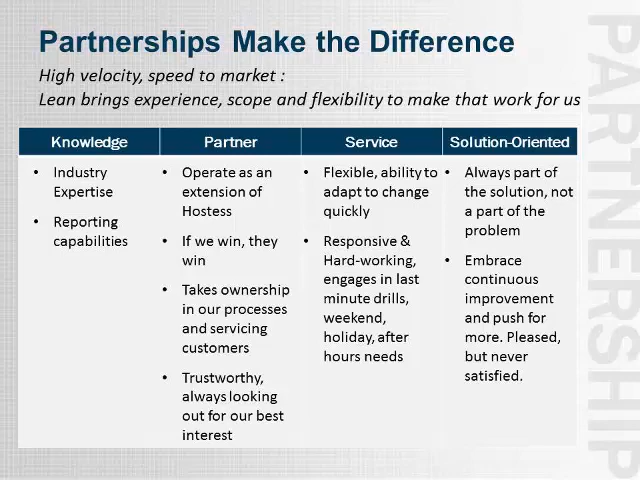 Partnerships Make the Difference
High velocity, speed to market :
Lean brings experience, scope and flexibility to make that work for us
Knowledge
• Industry
Expertise
• Reporting
capabilities
Partner
• Operate as an
extension of
Hostess
• If we win, they
win
• Takes ownership
in our processes
and servicing
customers
• Trustworthy,
always looking
out for our best
interest
Service
• Flexible, ability to
adapt to change
quickly
• Responsive &
Hard-working,
engages in last
minute drills,
weekend,
holiday, after
hours needs
Solution-Oriented
• Always part of
the solution, not
a part of the
problem
• Embrace
continuous
improvement
and push for
more. Pleased,
but never
satisfied.
PARTNERSHIP